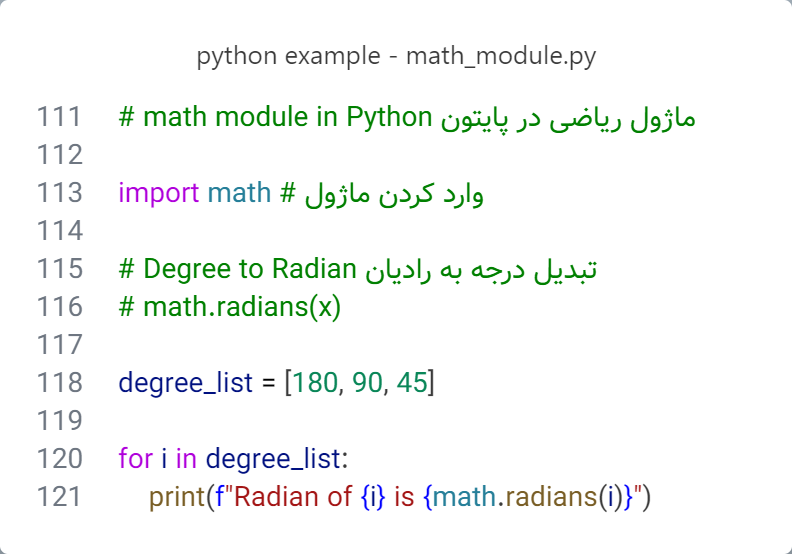 python example - math_module.py
111 # math module in Python ماژول ریاضی در پایتون
112
113 import math # وارد کردن ماژول
114
115 # Degree to Radian تبدیل درجه به رادیان
116 # math.radians(x)
117
118 degree_list = [180, 90, 45]
119
120 for i in degree_list:
121     print(f"Radian of {i} is {math.radians(i)}")